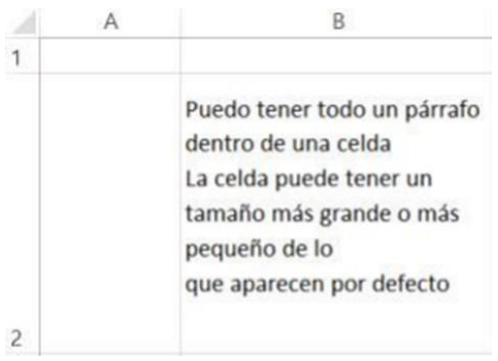 A B
1
Puedo tener todo un párrafo
dentro de una celda
La celda puede tener un
tamaño más grande o más
pequeño de lo
que aparecen por defecto
2